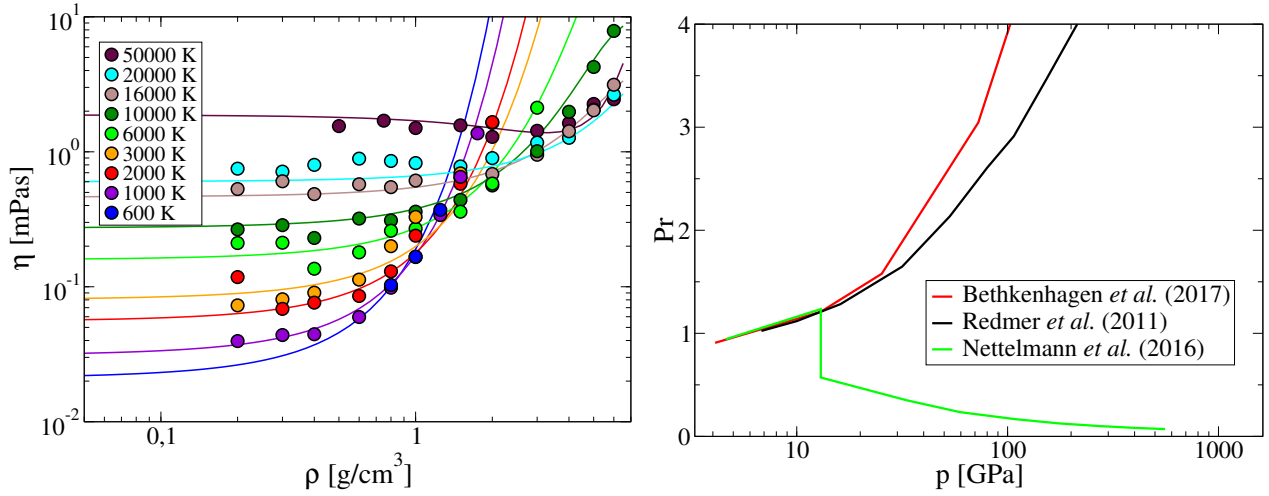 10¹
10⁰
10⁻¹
10⁻²
η [mPas]
50000 K
20000 K
16000 K
10000 K
6000 K
3000 K
2000 K
1000 K
600 K
0,1
1
ρ [g/cm³]
4
3
2
1
0
Pr
Bethkenhagen et al. (2017)
Redmer et al. (2011)
Nettelmann et al. (2016)
10
100
1000
p [GPa]